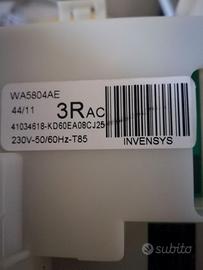 WA5804AE
44/11
3RAC
41034618-KD60EA08CJ25
230V-50/60Hz-T85
INVENSYS
subito